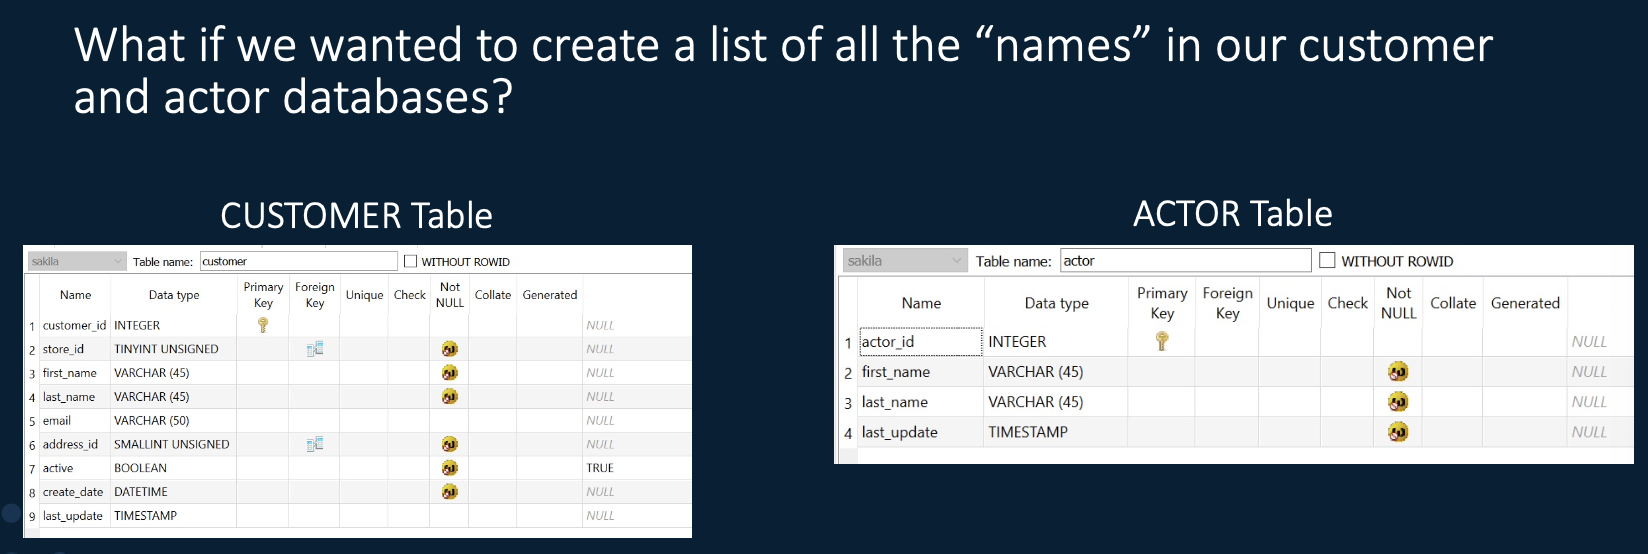 What if we wanted to create a list of all the “names” in our customer
and actor databases?
CUSTOMER Table
sakila Table name: customer WITHOUT ROWID
Name Data type Primary Key Foreign Key Unique Check Not NULL Collate Generated
1 customer_id INTEGER NULL
2 store_id TINYINT UNSIGNED NULL
3 first_name VARCHAR (45) NULL
4 last_name VARCHAR (45) NULL
5 email VARCHAR (50) NULL
6 address_id SMALLINT UNSIGNED NULL
7 active BOOLEAN TRUE
8 create_date DATETIME NULL
9 last_update TIMESTAMP NULL
ACTOR Table
sakila Table name: actor WITHOUT ROWID
Name Data type Primary Key Foreign Key Unique Check Not NULL Collate Generated
1 actor_id INTEGER NULL
2 first_name VARCHAR (45) NULL
3 last_name VARCHAR (45) NULL
4 last_update TIMESTAMP NULL